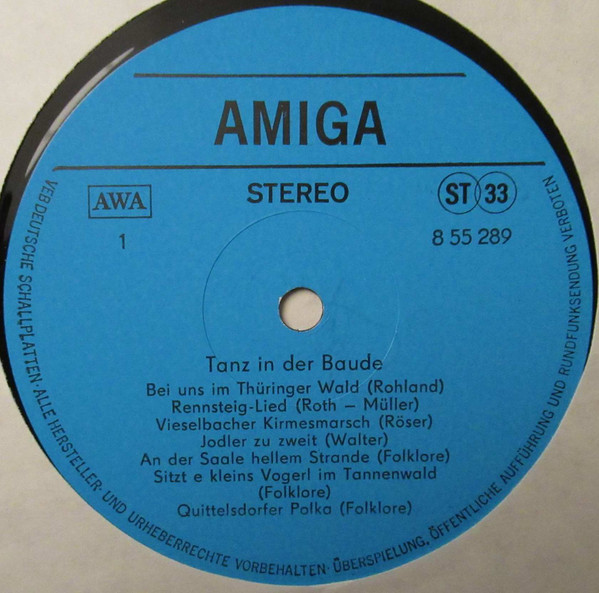 AMIGA
AWA
STEREO
ST 33
1
8 55 289
Tanz in der Baude
Bei uns im Thüringer Wald (Rohland)
Rennsteig-Lied (Roth – Müller)
Vieselbacher Kirmesmarsch (Röser)
Jodler zu zweit (Walter)
An der Saale hellem Strande (Folklore)
Sitzt e kleins Vogerl im Tannenwald
(Folklore)
Quittelsdorfer Polka (Folklore)
VEB DEUTSCHE SCHALLPLATTEN·ALLE HERSTELLER- UND URHEBERRECHTE VORBEHALTEN·ÜBERSPIELUNG, ÖFFENTLICHE AUFFÜHRUNG UND RUNDFUNKSENDUNG VERBOTEN